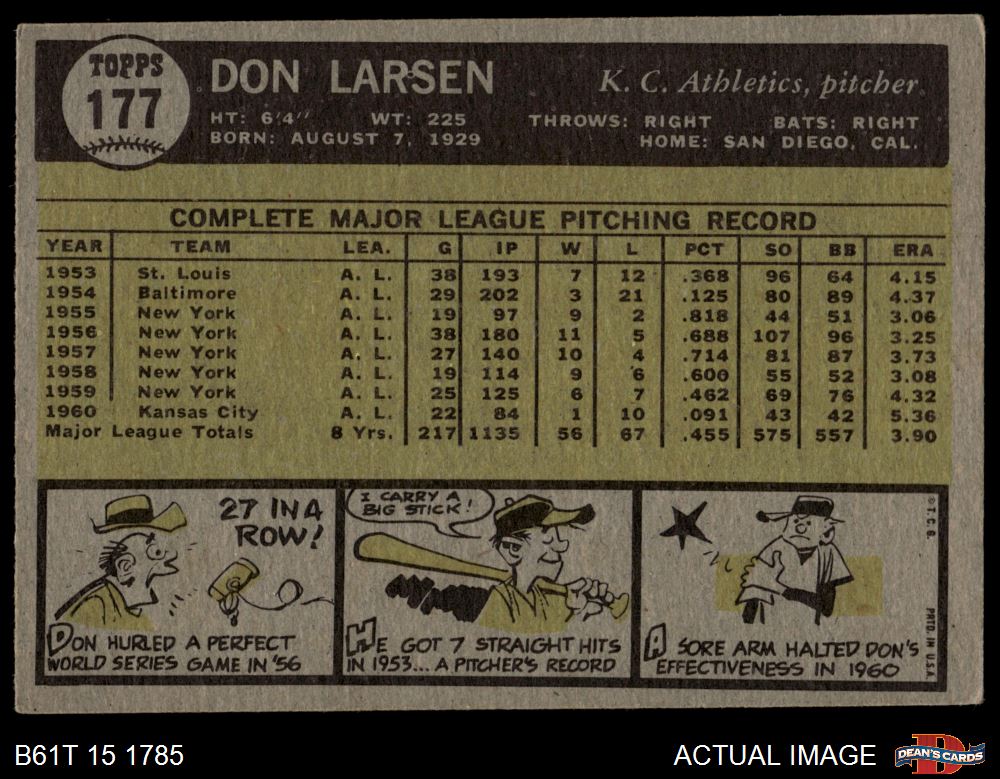 TOPPS
177
DON LARSEN
K. C. Athletics, pitcher.
HT: 6'4" WT: 225 THROWS: RIGHT BATS: RIGHT
BORN: AUGUST 7, 1929 HOME: SAN DIEGO, CAL.
COMPLETE MAJOR LEAGUE PITCHING RECORD
YEAR TEAM LEA. G IP W L PCT SO BB ERA
1953 St. Louis A. L. 38 193 7 12 .368 96 64 4.15
1954 Baltimore A. L. 29 202 3 21 .125 80 89 4.37
1955 New York A. L. 19 97 9 2 .818 44 51 3.06
1956 New York A. L. 38 180 11 5 .688 107 96 3.25
1957 New York A. L. 27 140 10 4 .714 81 87 3.73
1958 New York A. L. 19 114 9 6 .600 55 52 3.08
1959 New York A. L. 25 125 6 7 .462 69 76 4.32
1960 Kansas City A. L. 22 84 1 10 .091 43 42 5.36
Major League Totals 8 Yrs. 217 1135 56 67 .455 575 557 3.90
27 IN A
ROW!
DON HURLED A PERFECT
WORLD SERIES GAME IN '56
I CARRY A
BIG STICK!
HE GOT 7 STRAIGHT HITS
IN 1953... A PITCHER'S RECORD
A SORE ARM HALTED DON'S
EFFECTIVENESS IN 1960
© T. C. G.
PRTD. IN U.S.A.
B61T 15 1785
ACTUAL IMAGE
DEAN'S CARDS